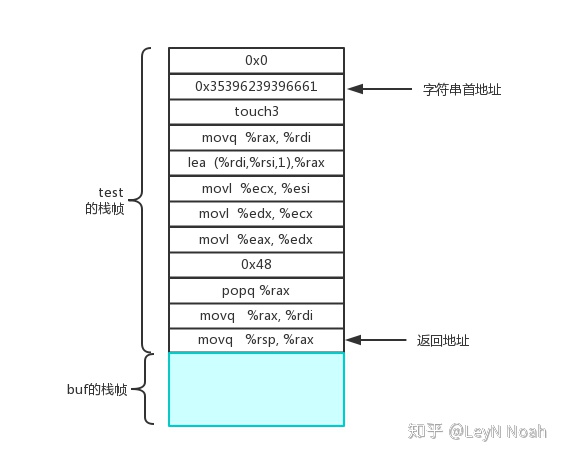 0x0
0x35396239396661
字符串首地址
touch3
movq %rax, %rdi
lea (%rdi,%rsi,1),%rax
test
的栈帧
movl %ecx, %esi
movl %edx, %ecx
movl %eax, %edx
0x48
popq %rax
movq %rax, %rdi
movq %rsp, %rax
返回地址
buf的栈帧
知乎 @LeyN Noah